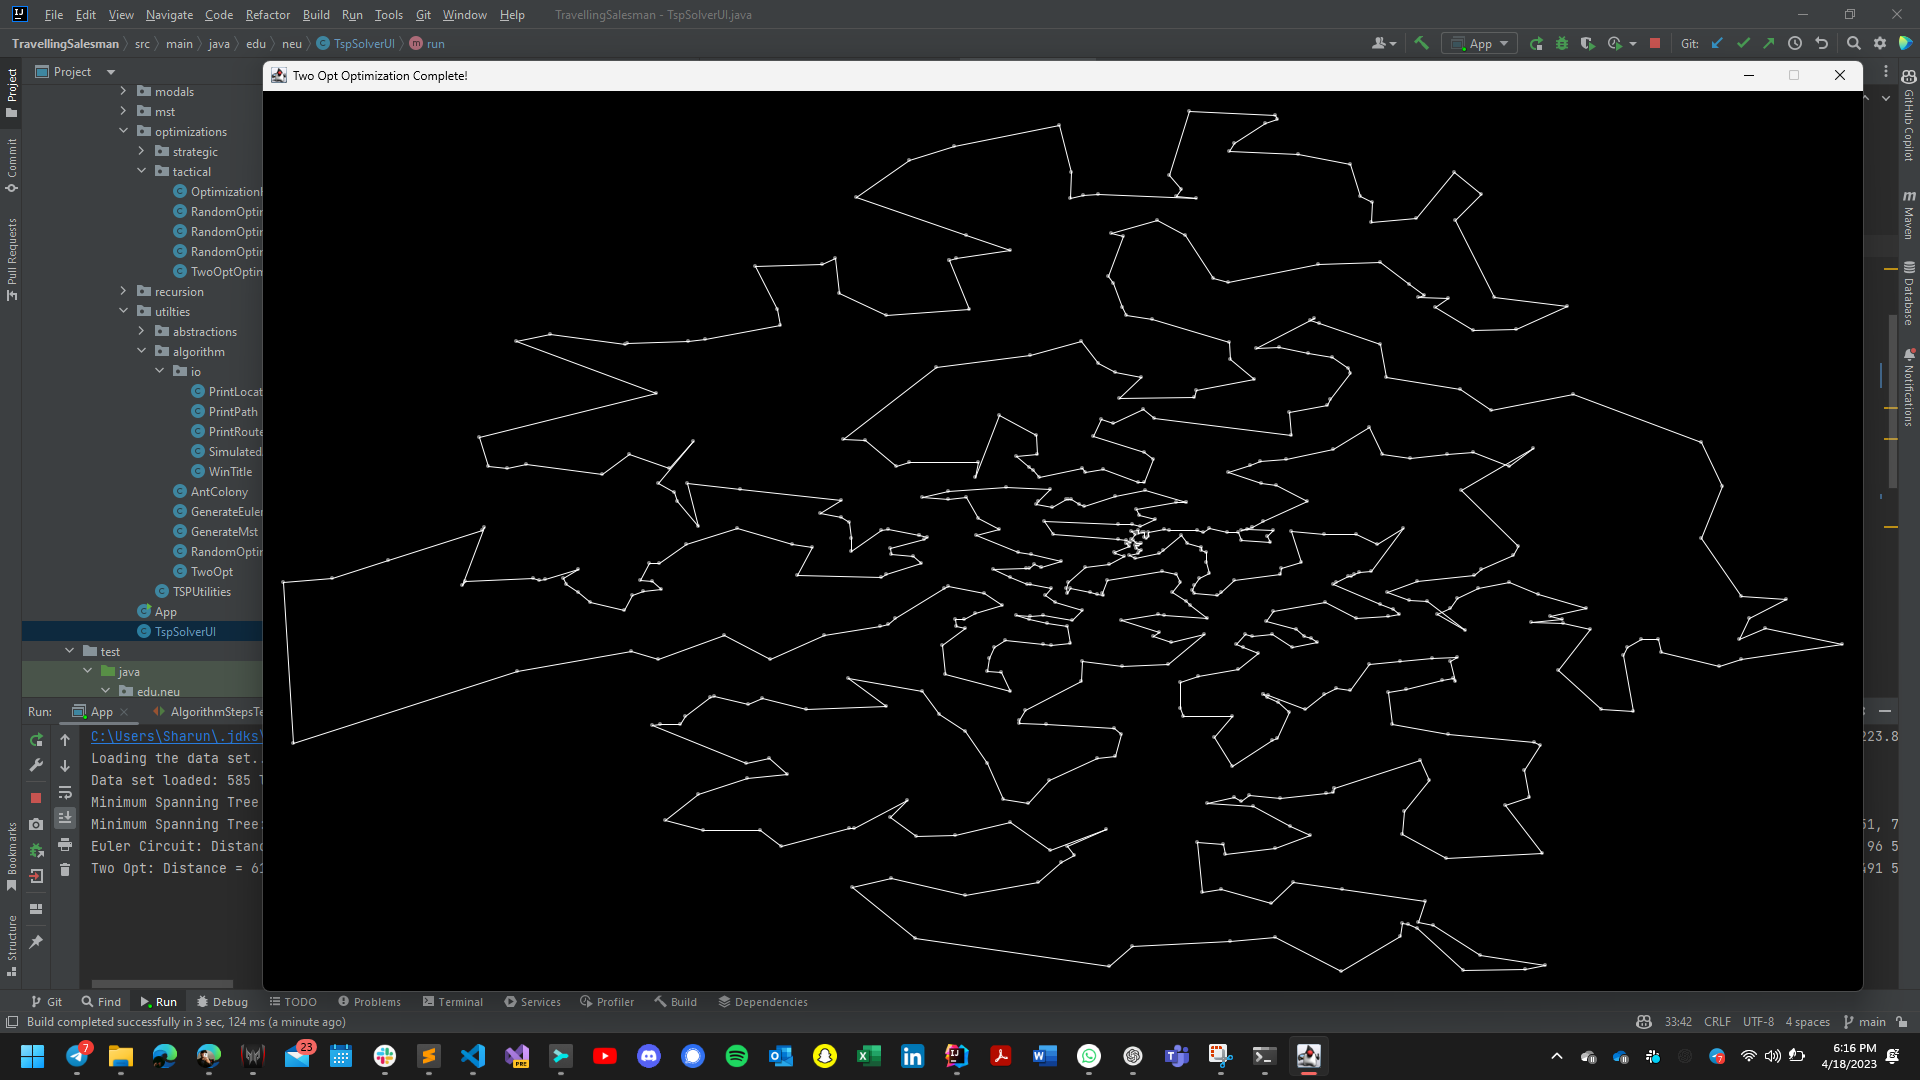 File Edit View Navigate Code Refactor Build Run Tools Git Window Help TravellingSalesman - TspSolverUI.java
TravellingSalesman src main java edu neu TspSolverUI run App Git:
Project
Two Opt Optimization Complete!
modals
mst
optimizations
strategic
tactical
Optimization
RandomOptir
RandomOptir
RandomOptir
TwoOptOptin
recursion
utilties
abstractions
algorithm
io
PrintLocat
PrintPath
PrintRoute
Simulated
WinTitle
AntColony
GenerateEuler
GenerateMst
RandomOptir
TwoOpt
TSPUtilities
App
TspSolverUI
test
java
edu.neu
Run: App AlgorithmStepsTe
C:\Users\Sharun\.jdks\ 223.8
Loading the data set..
Data set loaded: 585 T
Minimum Spanning Tree
Minimum Spanning Tree: 51, 7
Euler Circuit: Distanc 96 5
Two Opt: Distance = 61 491 5
Project
Commit
Pull Requests
Bookmarks
Structure
GitHub Copilot
Maven
Database
Notifications
Git Find Run Debug TODO Problems Terminal Services Profiler Build Dependencies
Build completed successfully in 3 sec, 124 ms (a minute ago) 33:42 CRLF UTF-8 4 spaces main
7
23
PRE
6:16 PM
4/18/2023